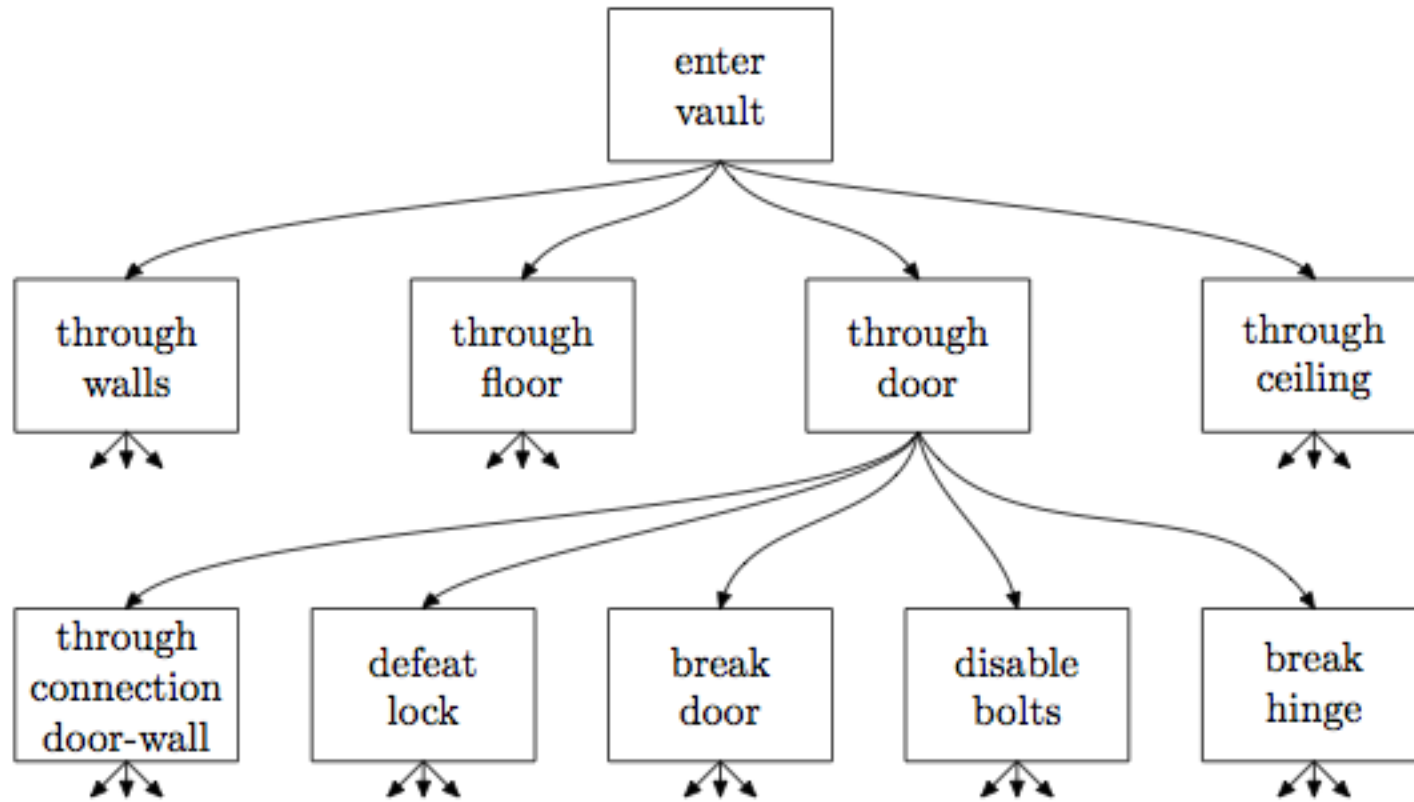 enter
vault
through
walls
through
floor
through
door
through
ceiling
through
connection
door-wall
defeat
lock
break
door
disable
bolts
break
hinge